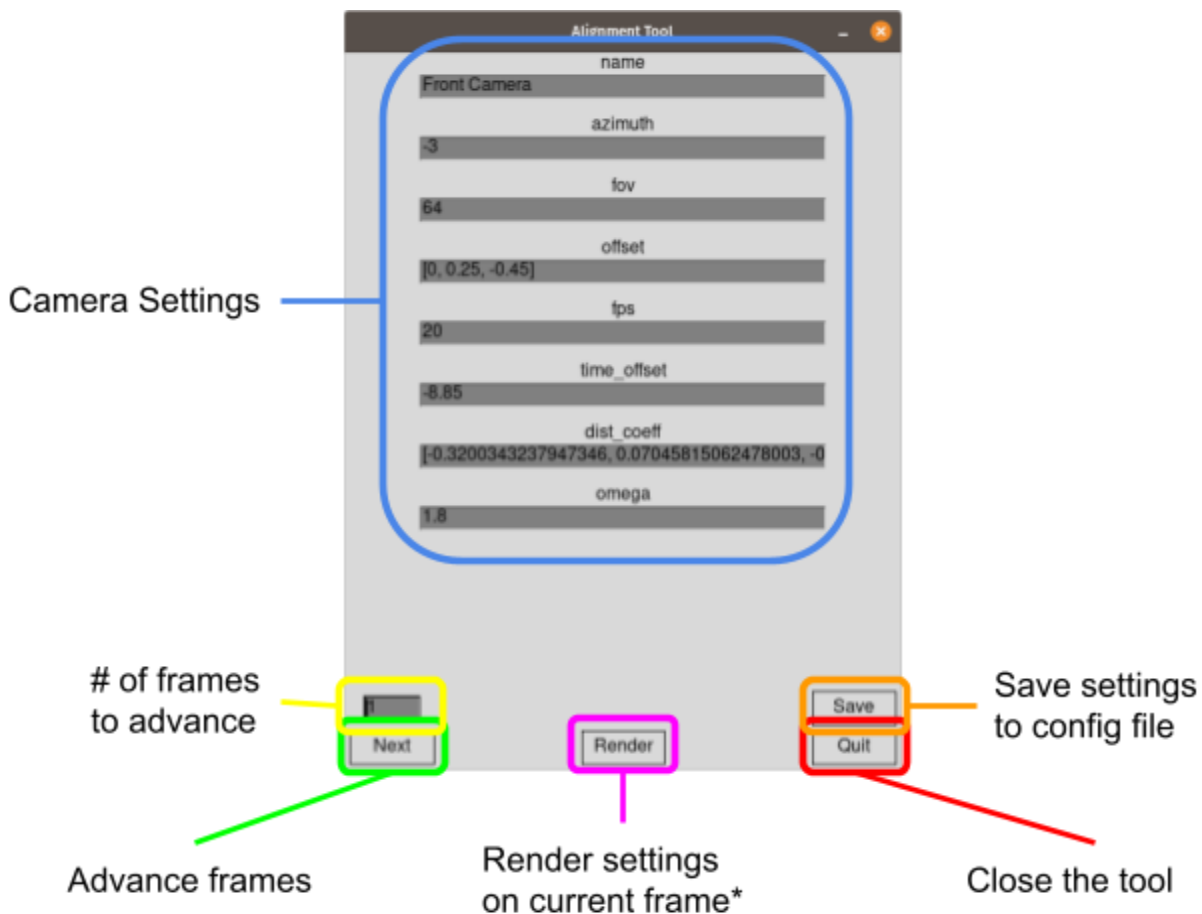 Alignment Tool
name
Front Camera
azimuth
-3
fov
64
offset
[0, 0.25, -0.45]
fps
20
time_offset
-8.85
dist_coeff
[-0.3200343237947346, 0.07045815062478003, -0
omega
1.8
Camera Settings
# of frames
to advance
1
Next
Render
Save
Quit
Save settings
to config file
Advance frames
Render settings
on current frame*
Close the tool